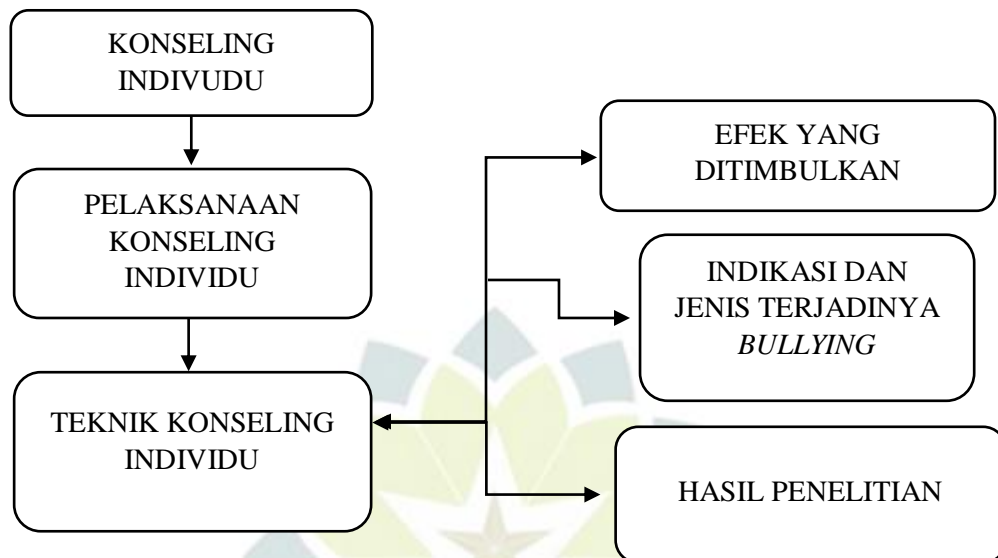 KONSELING
INDIVUDU
PELAKSANAAN
KONSELING
INDIVIDU
TEKNIK KONSELING
INDIVIDU
EFEK YANG
DITIMBULKAN
INDIKASI DAN
JENIS TERJADINYA
BULLYING
HASIL PENELITIAN